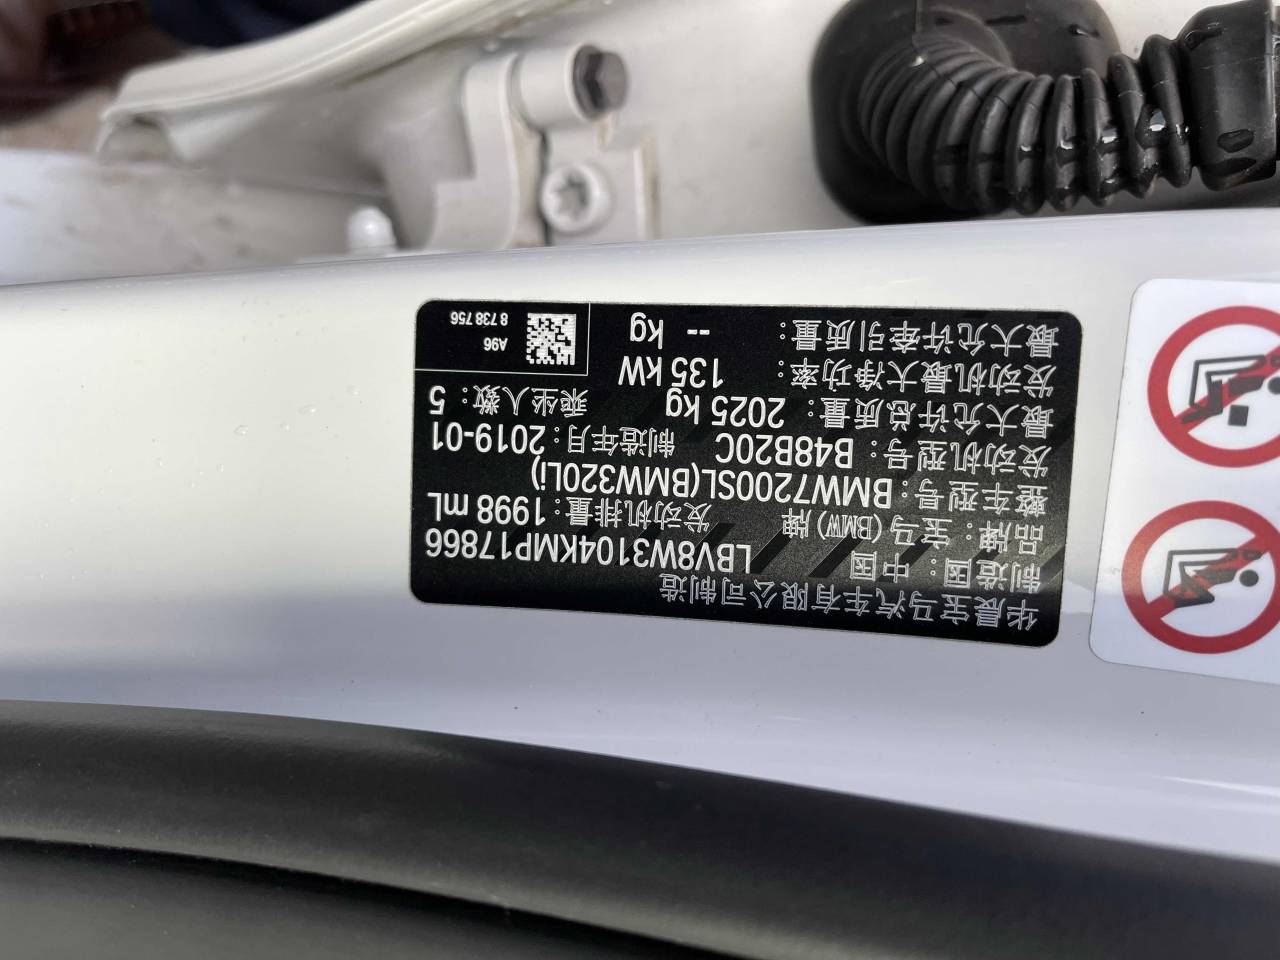 华晨宝马汽车有限公司制造
制造国：中国 LBV8W3104KMP17866
品牌：宝马(BMW)牌 发动机排量：1998 mL
整车型号：BMW7200SL(BMW320Li)
发动机型号：B48B20C 制造年月：2019-01
最大允许总质量：2025 kg 乘坐人数：5
发动机最大净功率：135 kW
最大允许牵引质量：-- kg
A96
8 738 756